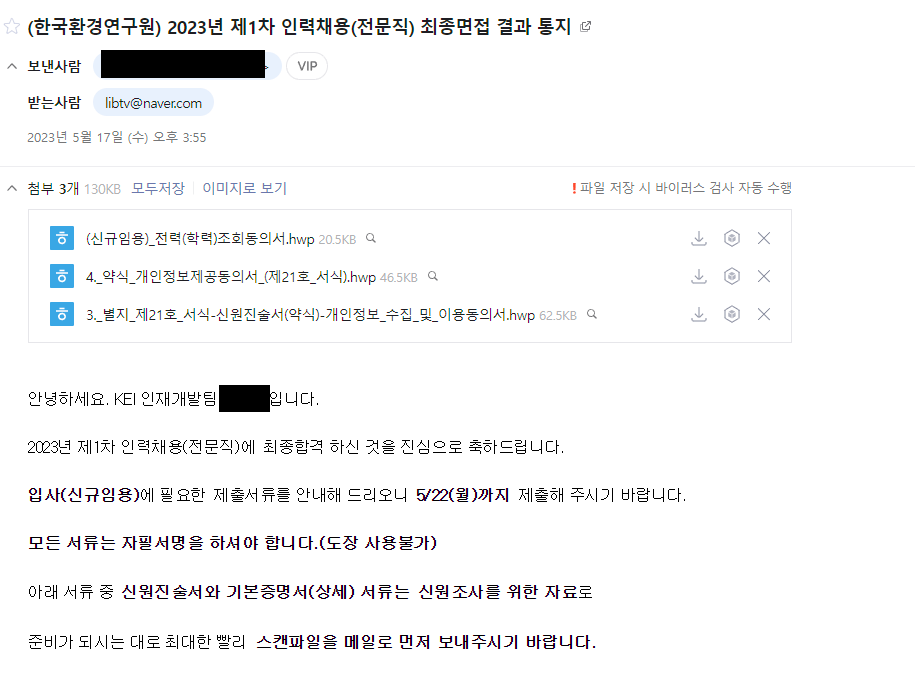 (한국환경연구원) 2023년 제1차 인력채용(전문직) 최종면접 결과 통지
보낸사람 VIP
받는사람 libtv@naver.com
2023년 5월 17일 (수) 오후 3:55
첨부 3개 130KB 모두저장 이미지로 보기 !파일 저장 시 바이러스 검사 자동 수행
ㅎ (신규임용)_전력(학력)조회동의서.hwp 20.5KB
ㅎ 4._약식_개인정보제공동의서_(제21호_서식).hwp 46.5KB
ㅎ 3._별지_제21호_서식-신원진술서(약식)-개인정보_수집_및_이용동의서.hwp 62.5KB
안녕하세요. KEI 인재개발팀 입니다.
2023년 제1차 인력채용(전문직)에 최종합격 하신 것을 진심으로 축하드립니다.
입사(신규임용)에 필요한 제출서류를 안내해 드리오니 5/22(월)까지 제출해 주시기 바랍니다.
모든 서류는 자필서명을 하셔야 합니다.(도장 사용불가)
아래 서류 중 신원진술서와 기본증명서(상세) 서류는 신원조사를 위한 자료로
준비가 되시는 대로 최대한 빨리 스캔파일을 메일로 먼저 보내주시기 바랍니다.